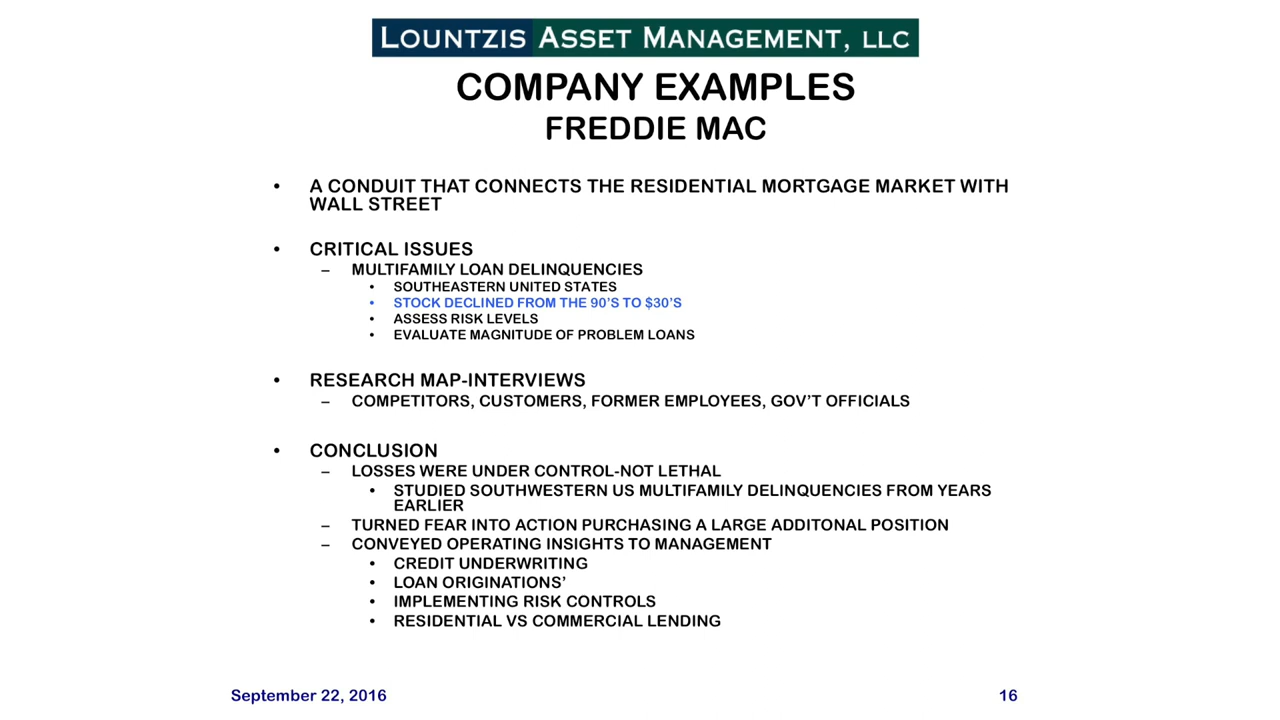 LOUNTZIS ASSET MANAGEMENT, LLC
COMPANY EXAMPLES
FREDDIE MAC
• A CONDUIT THAT CONNECTS THE RESIDENTIAL MORTGAGE MARKET WITH
WALL STREET
• CRITICAL ISSUES
– MULTIFAMILY LOAN DELINQUENCIES
• SOUTHEASTERN UNITED STATES
• STOCK DECLINED FROM THE 90'S TO $30'S
• ASSESS RISK LEVELS
• EVALUATE MAGNITUDE OF PROBLEM LOANS
• RESEARCH MAP-INTERVIEWS
– COMPETITORS, CUSTOMERS, FORMER EMPLOYEES, GOV'T OFFICIALS
• CONCLUSION
– LOSSES WERE UNDER CONTROL-NOT LETHAL
• STUDIED SOUTHWESTERN US MULTIFAMILY DELINQUENCIES FROM YEARS
EARLIER
– TURNED FEAR INTO ACTION PURCHASING A LARGE ADDITONAL POSITION
– CONVEYED OPERATING INSIGHTS TO MANAGEMENT
• CREDIT UNDERWRITING
• LOAN ORIGINATIONS'
• IMPLEMENTING RISK CONTROLS
• RESIDENTIAL VS COMMERCIAL LENDING
September 22, 2016 16